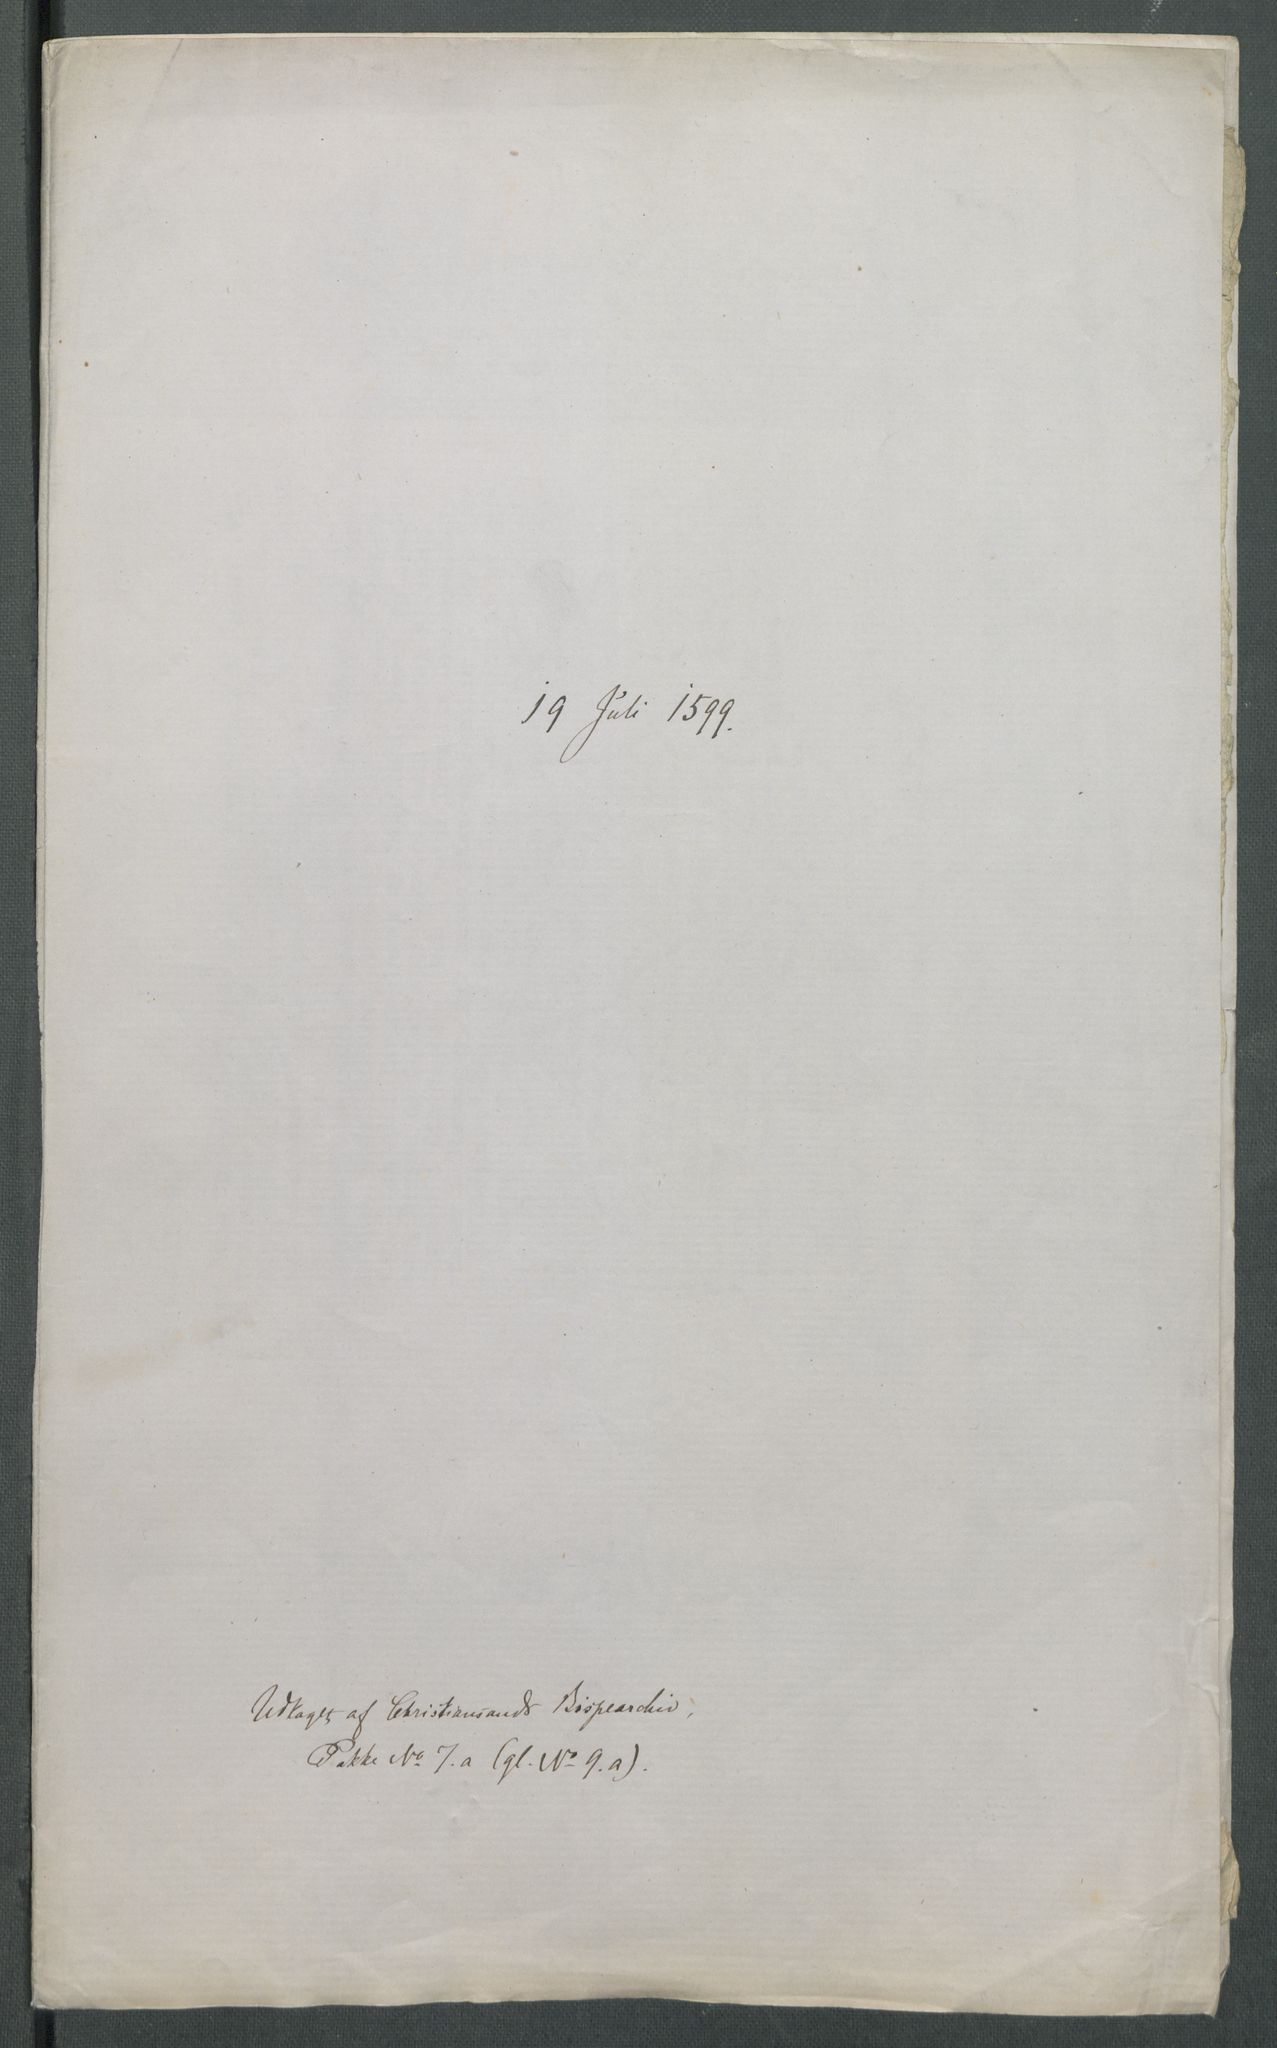 19 Juli 1599.
Udtaget af Christiansands Bispearchiv,
Pakke No 7.a (gl. No 9.a).